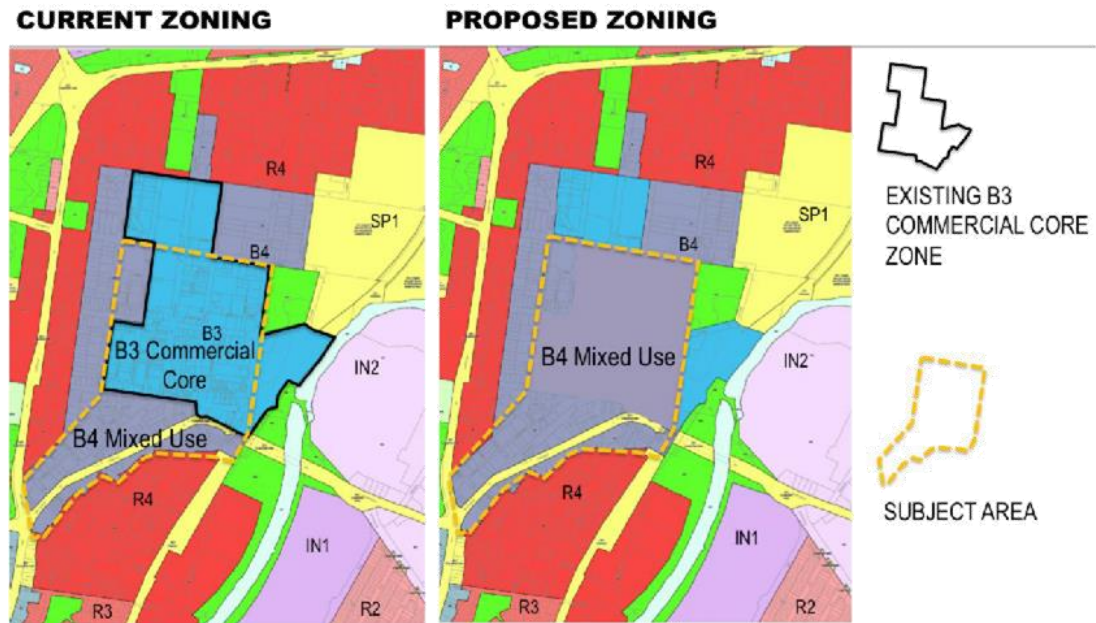 CURRENT ZONING
PROPOSED ZONING
R4
SP1
B4
B3
B3 Commercial
Core
IN2
B4 Mixed Use
R4
IN1
R3
R2
R4
SP1
B4
IN2
B4 Mixed Use
R4
IN1
R3
R2
EXISTING B3
COMMERCIAL CORE
ZONE
SUBJECT AREA